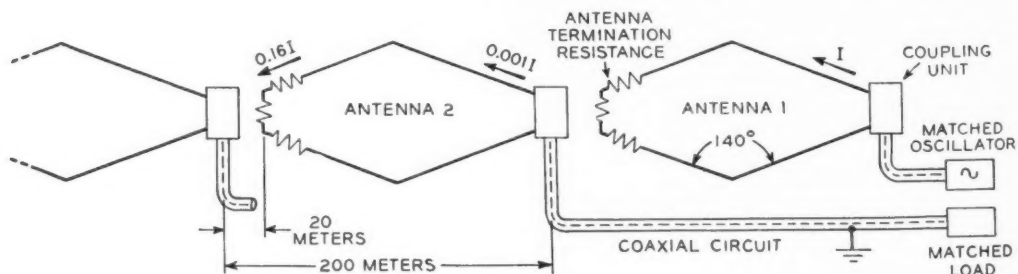 ANTENNA
TERMINATION
RESISTANCE
0.16I
0.001I
I
COUPLING
UNIT
ANTENNA 2
ANTENNA 1
140°
MATCHED
OSCILLATOR
20
METERS
200 METERS
COAXIAL CIRCUIT
MATCHED
LOAD